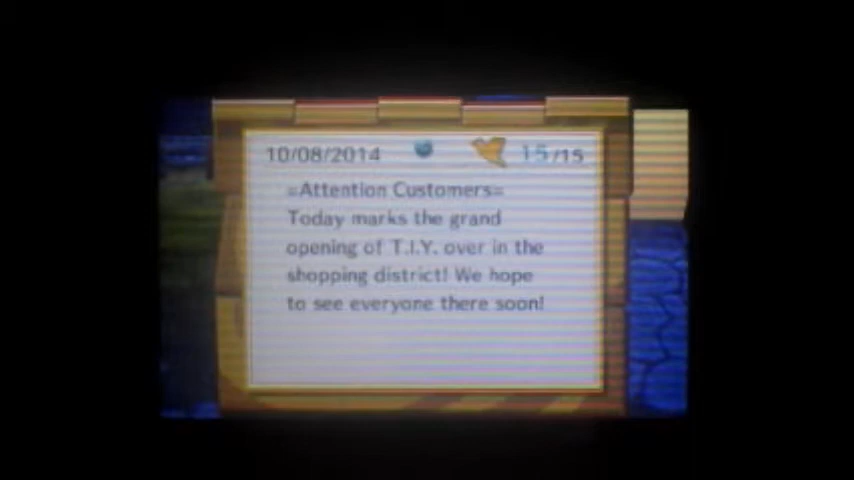 10/08/2014 15/15
=Attention Customers=
Today marks the grand
opening of T.I.Y. over in the
shopping district! We hope
to see everyone there soon!